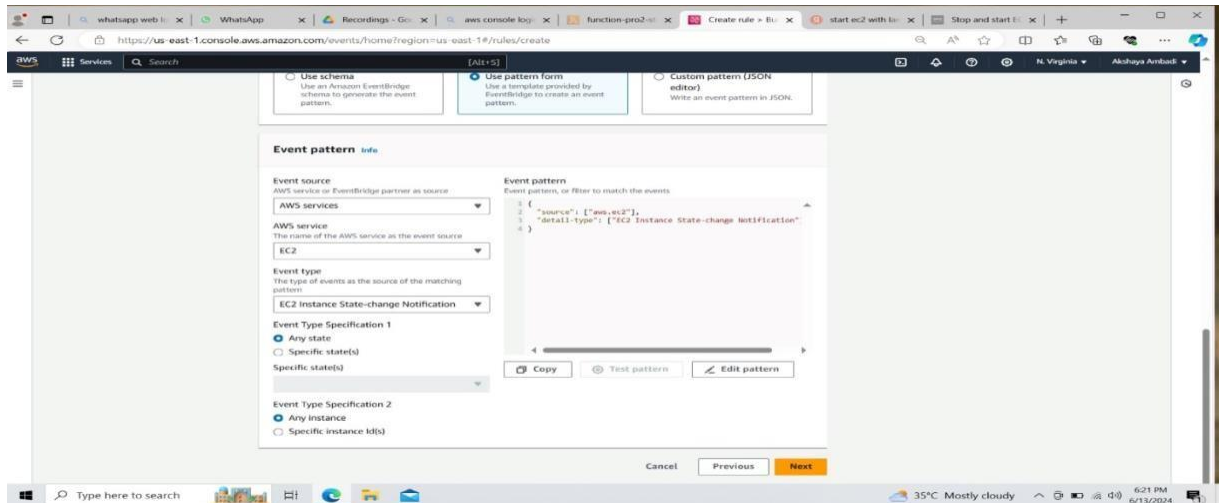 whatsapp web l
WhatsApp
Recordings - Go
aws console log
function-pro2-
Create rule > Bu
start ec2 with la
Stop and start E
https://us-east-1.console.aws.amazon.com/events/home?region=us-east-1#/rules/create
aws
Services
Search
[Alt+S]
N. Virginia
Akshaya Ambadi
Use schema
Use an Amazon EventBridge
schema to generate the event
pattern.
Use pattern form
Use a template provided by
EventBridge to create an event
pattern.
Custom pattern (JSON
editor)
Write an event pattern in JSON.
Event pattern Info
Event source
AWS service or EventBridge partner as source
AWS services
AWS service
The name of the AWS service as the event source
EC2
Event type
The type of events as the source of the matching
pattern
EC2 Instance State-change Notification
Event Type Specification 1
Any state
Specific state(s)
Specific state(s)
Event Type Specification 2
Any instance
Specific instance Id(s)
Event pattern
Event pattern, or filter to match the events
1 {
2 "source": ["aws.ec2"],
3 "detail-type": ["EC2 Instance State-change Notification"
4 }
Copy
Test pattern
Edit pattern
Cancel
Previous
Next
Type here to search
35°C Mostly cloudy
6:21 PM
6/13/2024